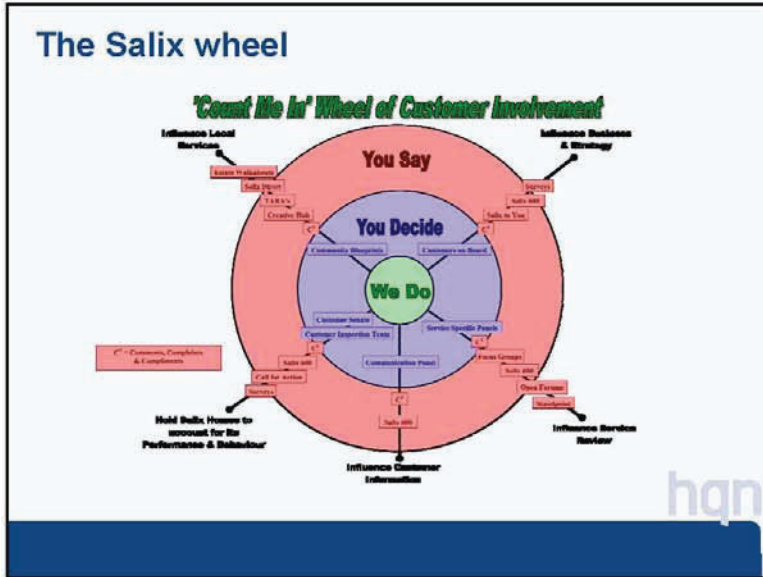 The Salix wheel
'Count Me In' Wheel of Customer Involvement
Influence Local
Services
Influence Business
& Strategy
You Say
Estate Walkabouts
Salix Direct
TARA's
Creative Hub
C³
Community Blueprints
Surveys
Salix 600
Salix to You
C³
Customers on Board
You Decide
We Do
Customer Senate
Customer Inspection Team
C³
Salix 600
Call for Action
Surveys
Service Specific Panels
C³
Focus Groups
Salix 600
Open Forums
Communication Panel
C³
Salix 600
C³ = Comments, Complaints
& Compliments
Hold Salix Homes to
account for its
Performance & Behaviour
Influence Customer
Information
Influence Service
Review
hqn